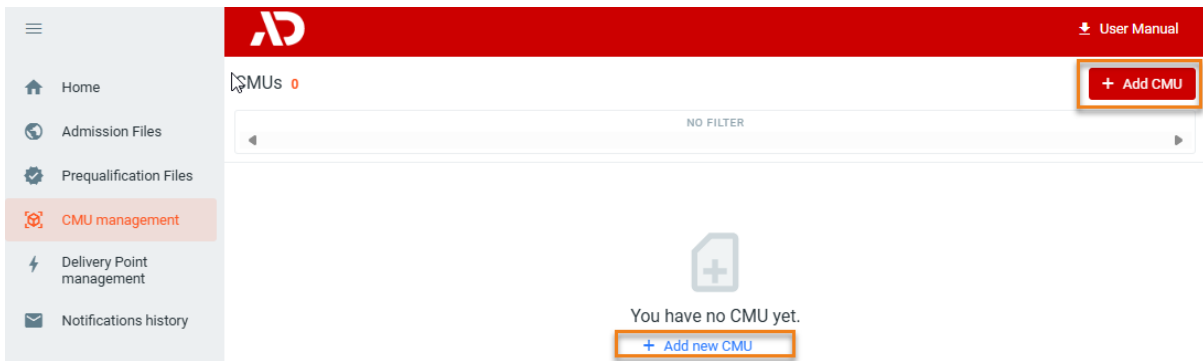 User Manual
Home
Admission Files
Prequalification Files
CMU management
Delivery Point
management
Notifications history
CMUs 0
+ Add CMU
NO FILTER
You have no CMU yet.
+ Add new CMU